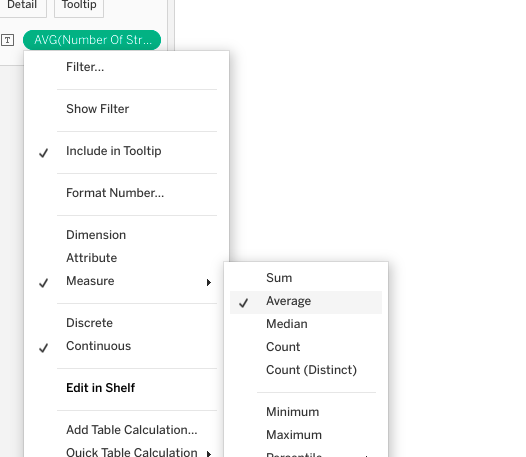 Detail
Tooltip
T
AVG(Number Of Str...
Filter...
Show Filter
Include in Tooltip
Format Number...
Dimension
Attribute
Measure
Sum
Average
Median
Count
Count (Distinct)
Minimum
Maximum
Percentile
Discrete
Continuous
Edit in Shelf
Add Table Calculation...
Quick Table Calculation